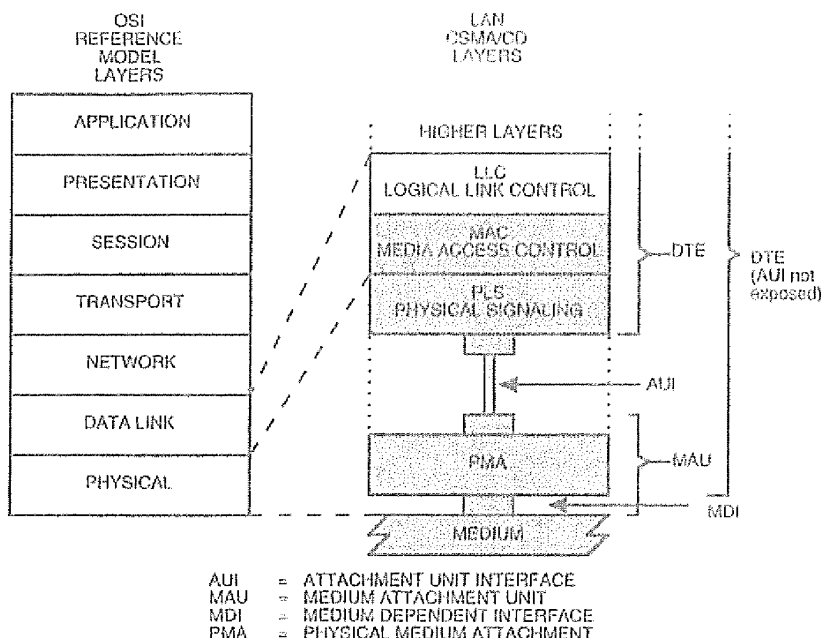 OSI
REFERENCE
MODEL
LAYERS
APPLICATION
PRESENTATION
SESSION
TRANSPORT
NETWORK
DATA LINK
PHYSICAL
LAN
CSMA/CD
LAYERS
HIGHER LAYERS
LLC
LOGICAL LINK CONTROL
MAC
MEDIA ACCESS CONTROL
PLS
PHYSICAL SIGNALING
AUI
PMA
MAU
MDI
MEDIUM
DTE
DTE
(AUI not
exposed)
AUI = ATTACHMENT UNIT INTERFACE
MAU = MEDIUM ATTACHMENT UNIT
MDI = MEDIUM DEPENDENT INTERFACE
PMA = PHYSICAL MEDIUM ATTACHMENT